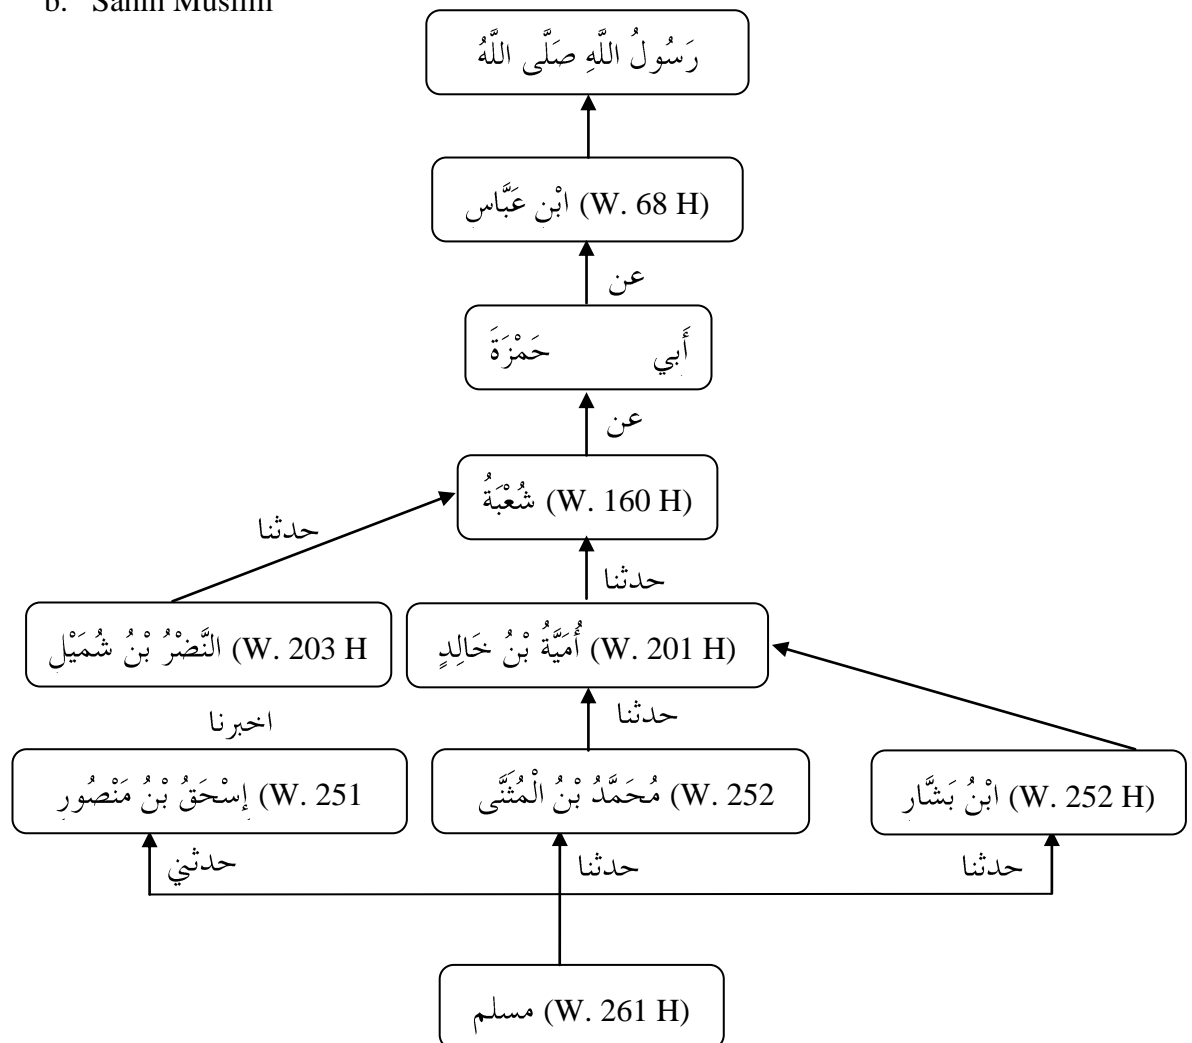 b. Sahih Muslim
رَسُولُ اللَّهِ صَلَّى اللَّهُ
ابْنِ عَبَّاسٍ (W. 68 H)
عن
أَبِي حَمْزَةَ
عن
شُعْبَةُ (W. 160 H)
حدثنا
حدثنا
النَّضْرُ بْنُ شُمَيْلٍ (W. 203 H
أُمَيَّةُ بْنُ خَالِدٍ (W. 201 H)
اخبرنا
حدثنا
إِسْحَقُ بْنُ مَنْصُورٍ (W. 251
مُحَمَّدُ بْنُ الْمُثَنَّى (W. 252
ابْنُ بَشَّارٍ (W. 252 H)
حدثني
حدثنا
حدثنا
مسلم (W. 261 H)